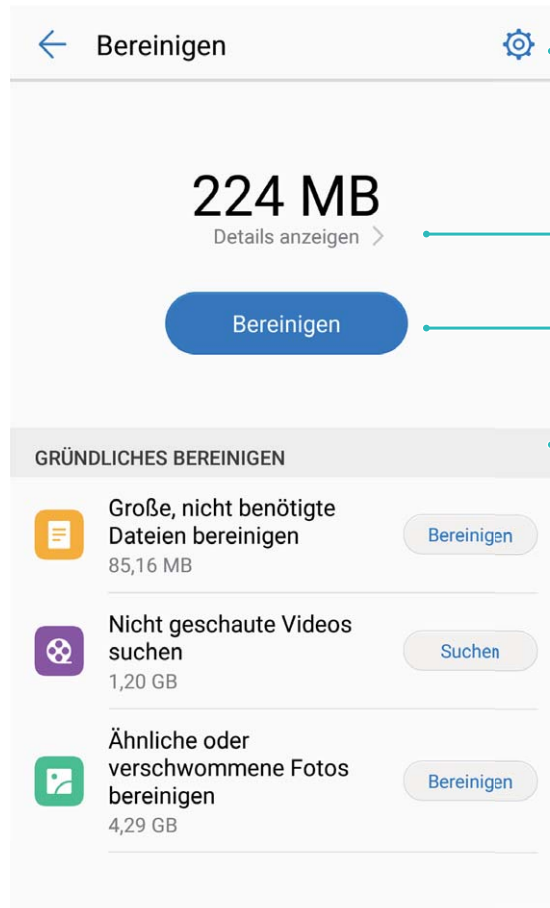 Bereinigen
224 MB
Details anzeigen
Bereinigen
GRÜNDLICHES BEREINIGEN
Große, nicht benötigte
Dateien bereinigen
85,16 MB
Bereinigen
Nicht geschaute Videos
suchen
1,20 GB
Suchen
Ähnliche oder
verschwommene Fotos
bereinigen
4,29 GB
Bereinigen